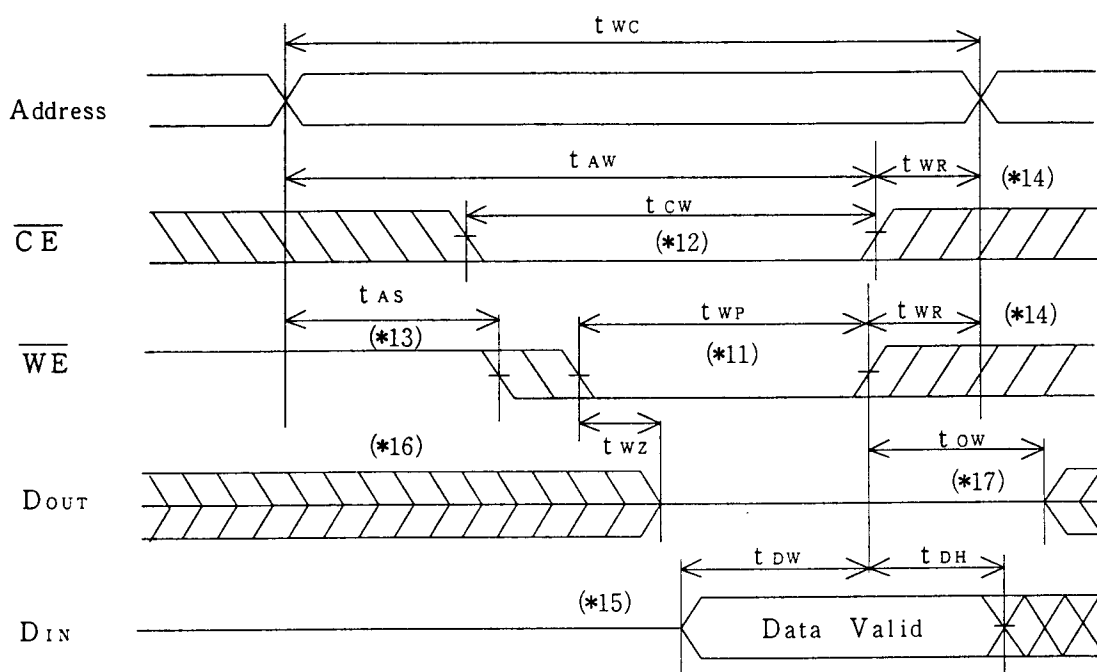 t WC
Address
t AW
t WR
(*14)
t CW
CE
(*12)
t AS
t WP
t WR
(*14)
(*13)
(*11)
WE
t WZ
t OW
(*16)
(*17)
DOUT
t DW
t DH
(*15)
DIN
Data Valid